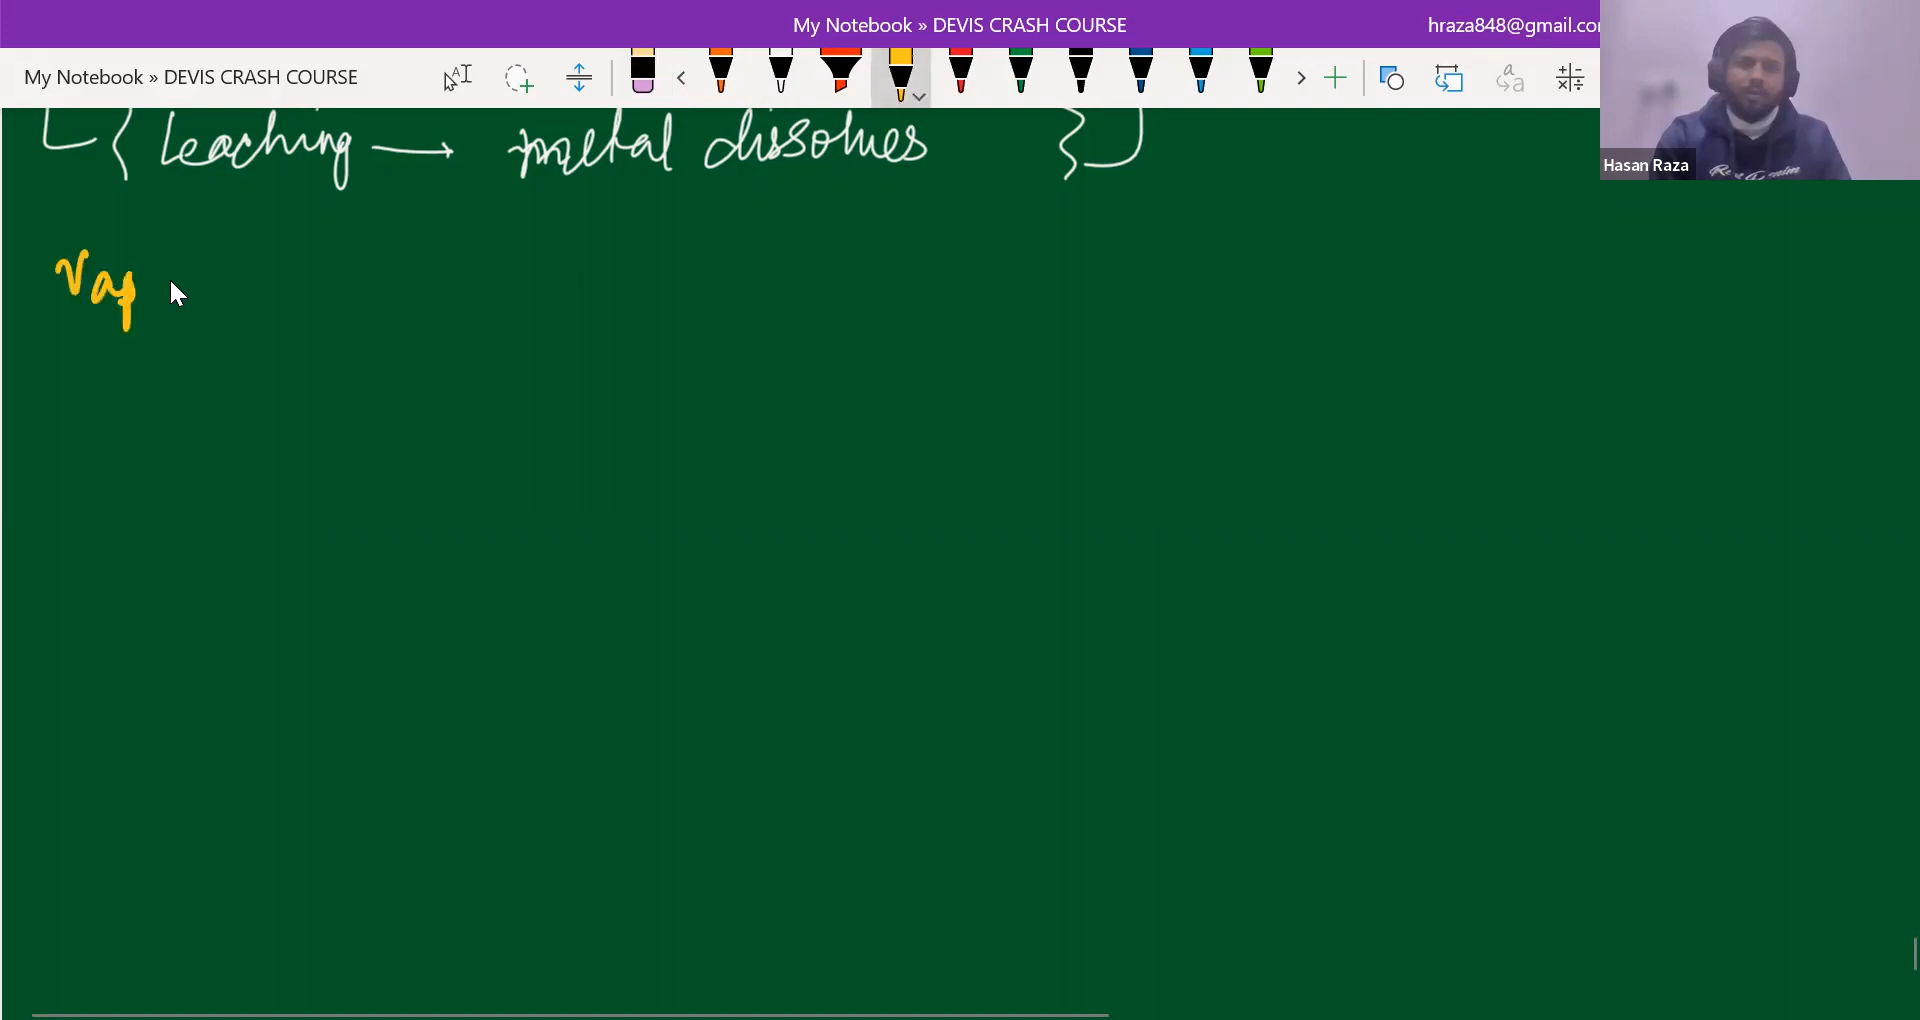 My Notebook » DEVIS CRASH COURSE
hraza848@gmail.co
My Notebook » DEVIS CRASH COURSE
Hasan Raza
leaching → metal dissolves
Vap